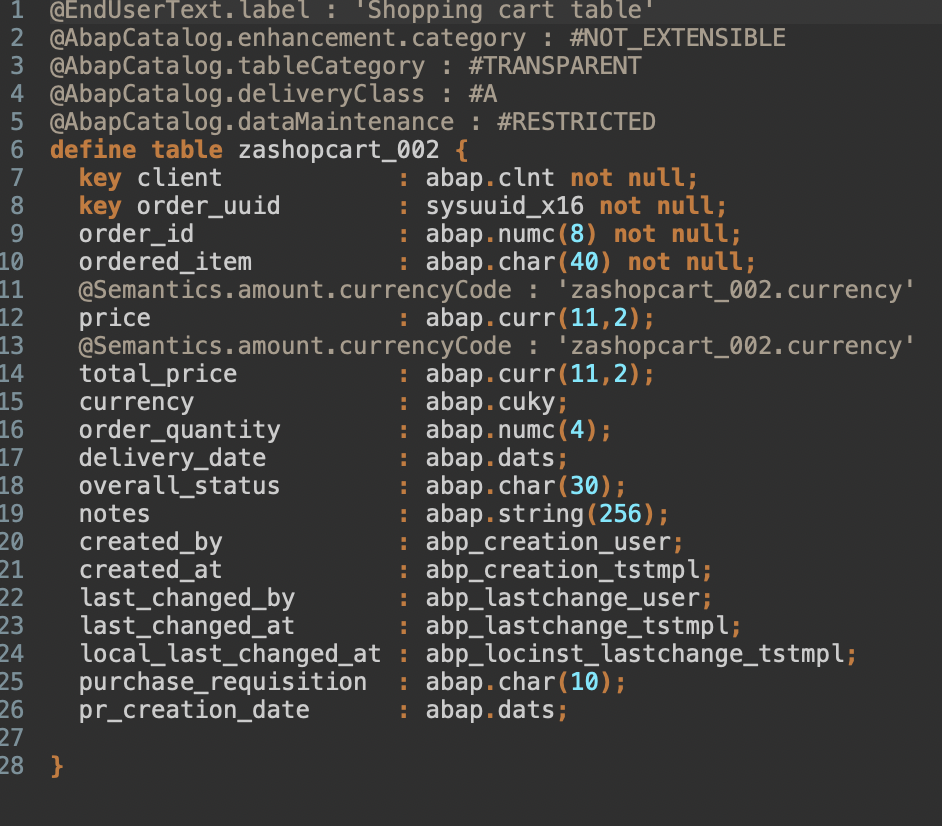 1 @EndUserText.label : 'Shopping cart table'
2 @AbapCatalog.enhancement.category : #NOT_EXTENSIBLE
3 @AbapCatalog.tableCategory : #TRANSPARENT
4 @AbapCatalog.deliveryClass : #A
5 @AbapCatalog.dataMaintenance : #RESTRICTED
6 define table zashopcart_002 {
7   key client            : abap.clnt not null;
8   key order_uuid        : sysuuid_x16 not null;
9   order_id              : abap.numc(8) not null;
10   ordered_item          : abap.char(40) not null;
11   @Semantics.amount.currencyCode : 'zashopcart_002.currency'
12   price                 : abap.curr(11,2);
13   @Semantics.amount.currencyCode : 'zashopcart_002.currency'
14   total_price           : abap.curr(11,2);
15   currency              : abap.cuky;
16   order_quantity        : abap.numc(4);
17   delivery_date         : abap.dats;
18   overall_status        : abap.char(30);
19   notes                 : abap.string(256);
20   created_by            : abp_creation_user;
21   created_at            : abp_creation_tstmpl;
22   last_changed_by       : abp_lastchange_user;
23   last_changed_at       : abp_lastchange_tstmpl;
24   local_last_changed_at : abp_locinst_lastchange_tstmpl;
25   purchase_requisition  : abap.char(10);
26   pr_creation_date      : abap.dats;
27
28 }